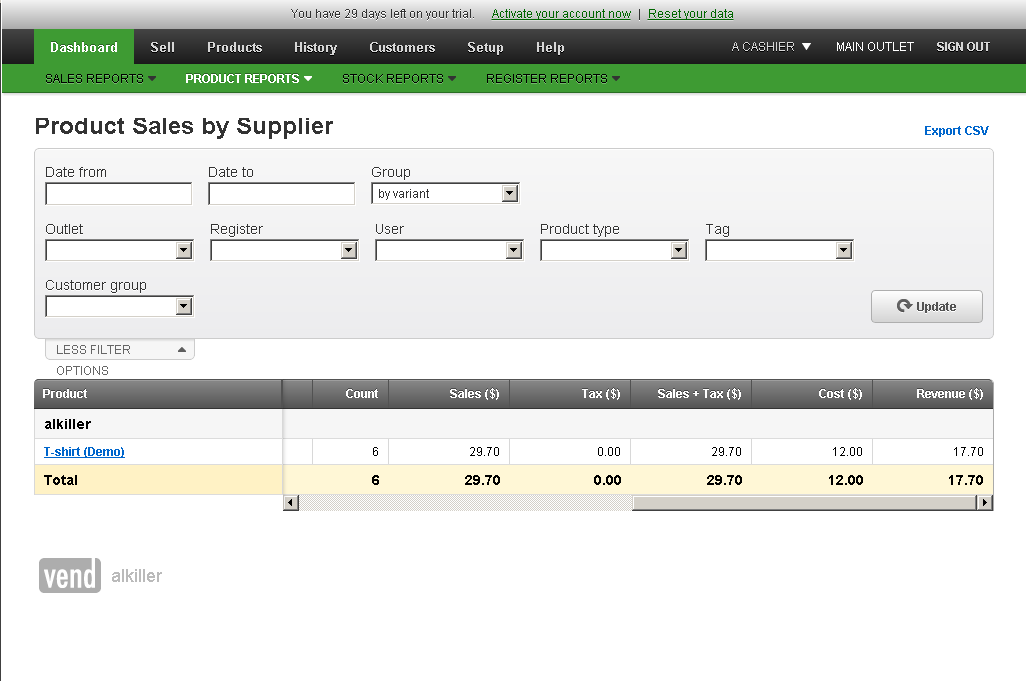 You have 29 days left on your trial. Activate your account now | Reset your data
Dashboard Sell Products History Customers Setup Help A CASHIER MAIN OUTLET SIGN OUT
SALES REPORTS PRODUCT REPORTS STOCK REPORTS REGISTER REPORTS
Product Sales by Supplier
Export CSV
Date from Date to Group
by variant
Outlet Register User Product type Tag
Customer group
Update
LESS FILTER
OPTIONS
Product Count Sales ($) Tax ($) Sales + Tax ($) Cost ($) Revenue ($)
alkiller
T-shirt (Demo) 6 29.70 0.00 29.70 12.00 17.70
Total 6 29.70 0.00 29.70 12.00 17.70
vend alkiller